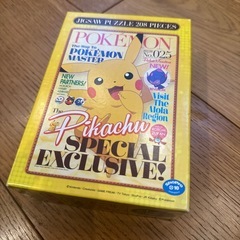 JIGSAW PUZZLE 208 PIECES
POKÉMON
The Way To
POKÉMON
MASTER
No.025
NEW
PARTNERS!
NEW!
Visit
The
Alola
Region
The
Pikachu
SPECIAL
EXCLUSIVE!